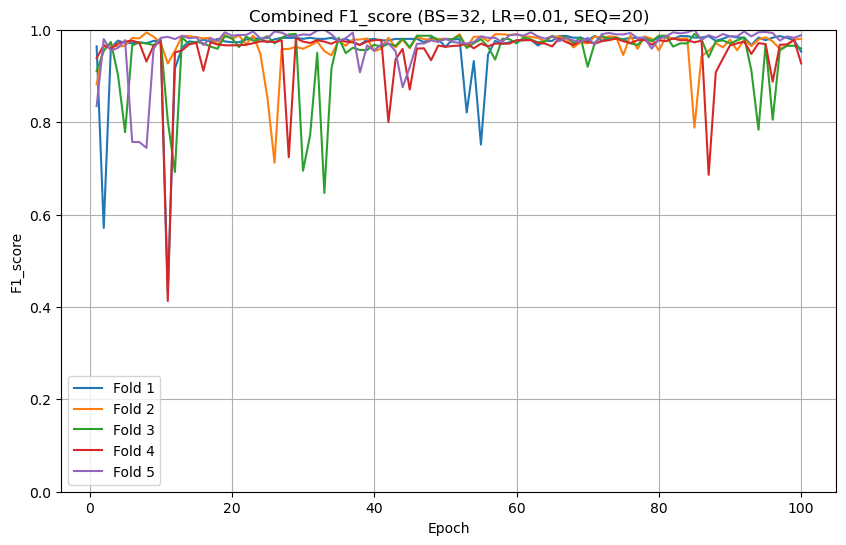 Combined F1_score (BS=32, LR=0.01, SEQ=20)
1.0
0.8
0.6
0.4
0.2
0.0
F1_score
Fold 1
Fold 2
Fold 3
Fold 4
Fold 5
0 20 40 60 80 100
Epoch